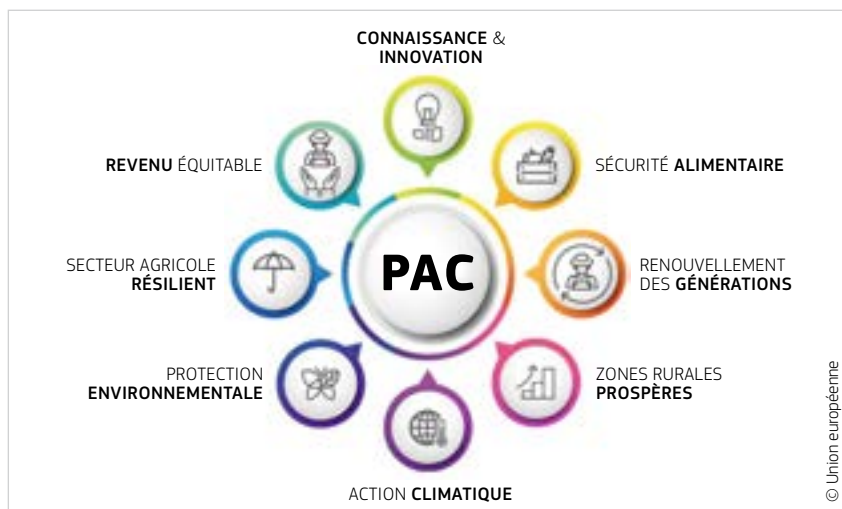 CONNAISSANCE &
INNOVATION
REVENU ÉQUITABLE
SÉCURITÉ ALIMENTAIRE
SECTEUR AGRICOLE
RÉSILIENT
PAC
RENOUVELLEMENT
DES GÉNÉRATIONS
PROTECTION
ENVIRONNEMENTALE
ZONES RURALES
PROSPÈRES
ACTION CLIMATIQUE
© Union européenne